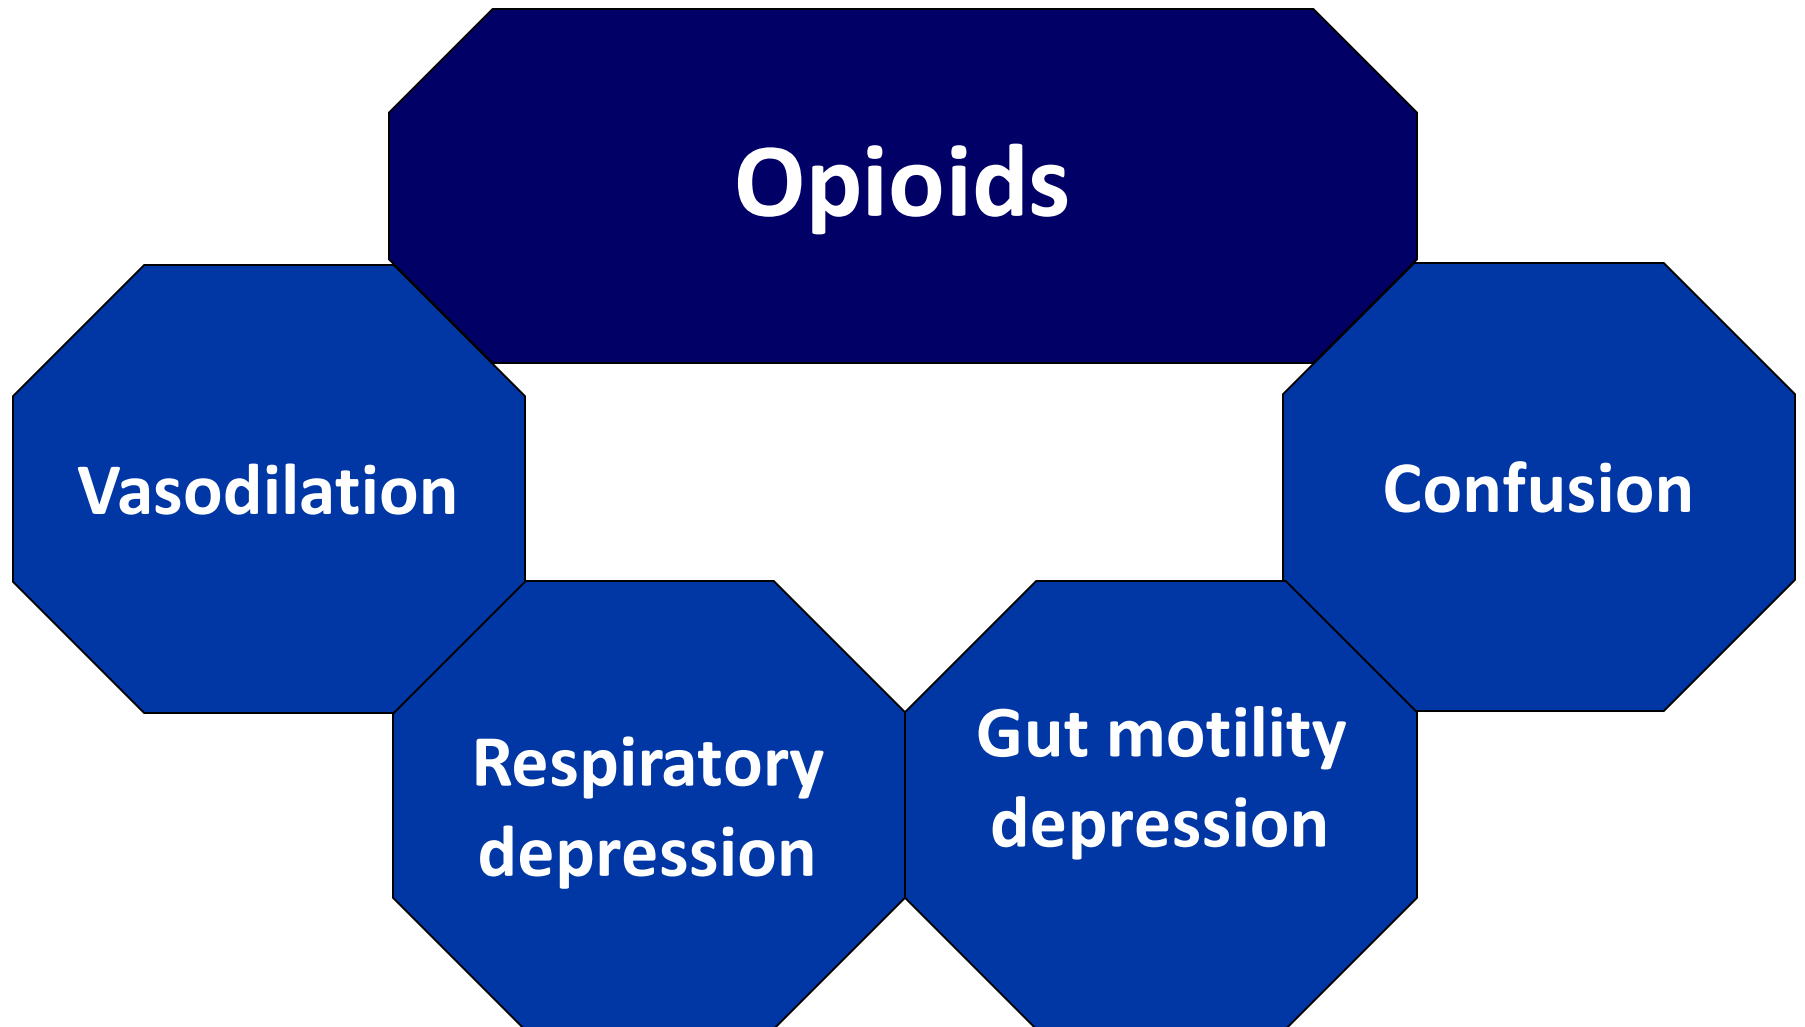 Opioids
Vasodilation
Confusion
Respiratory
depression
Gut motility
depression